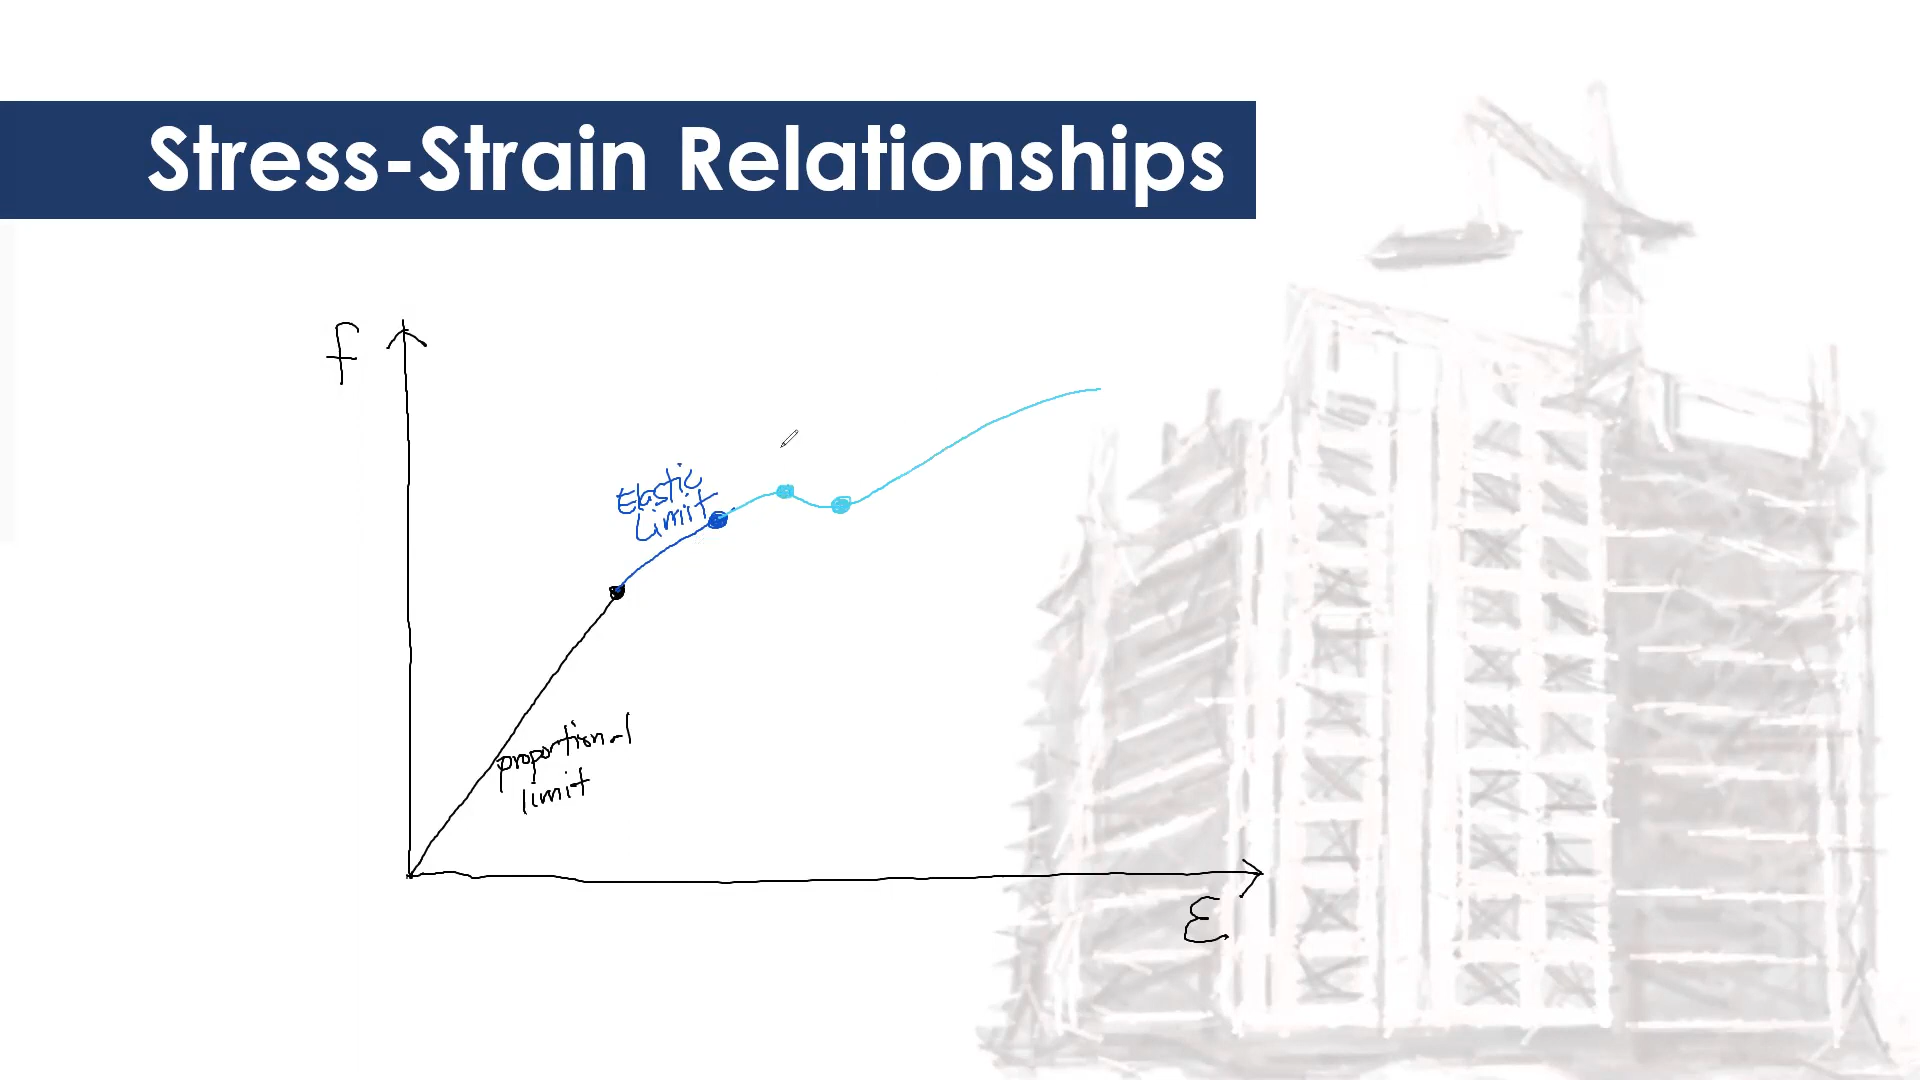 Stress-Strain Relationships
f
Elastic
Limit
proportional
limit
ε